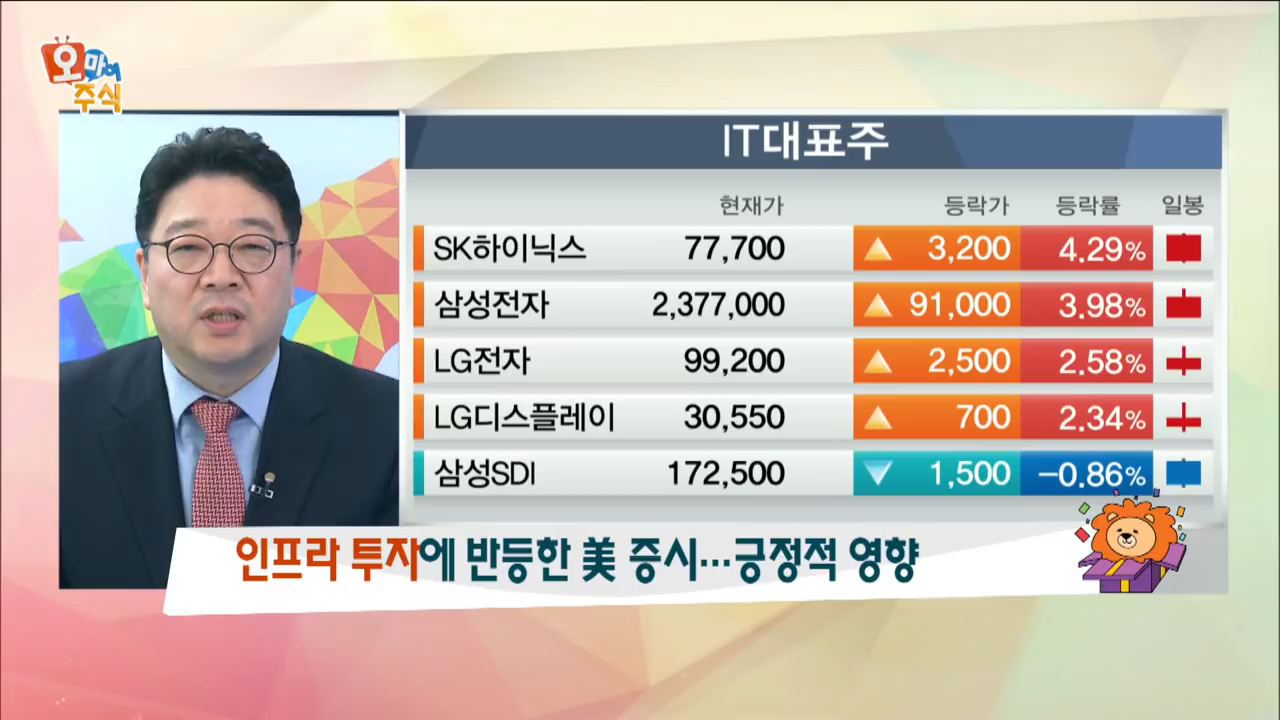 오마이
주식
IT대표주
현재가 등락가 등락률 일봉
SK하이닉스 77,700 ▲ 3,200 4.29%
삼성전자 2,377,000 ▲ 91,000 3.98%
LG전자 99,200 ▲ 2,500 2.58%
LG디스플레이 30,550 ▲ 700 2.34%
삼성SDI 172,500 ▼ 1,500 -0.86%
인프라 투자에 반등한 美 증시…긍정적 영향